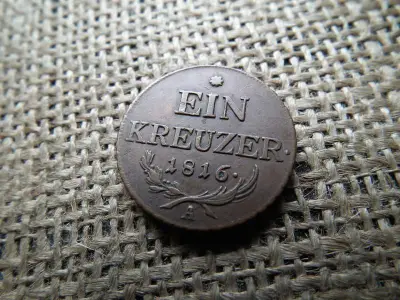 EIN
KREUZER.
1816.
A